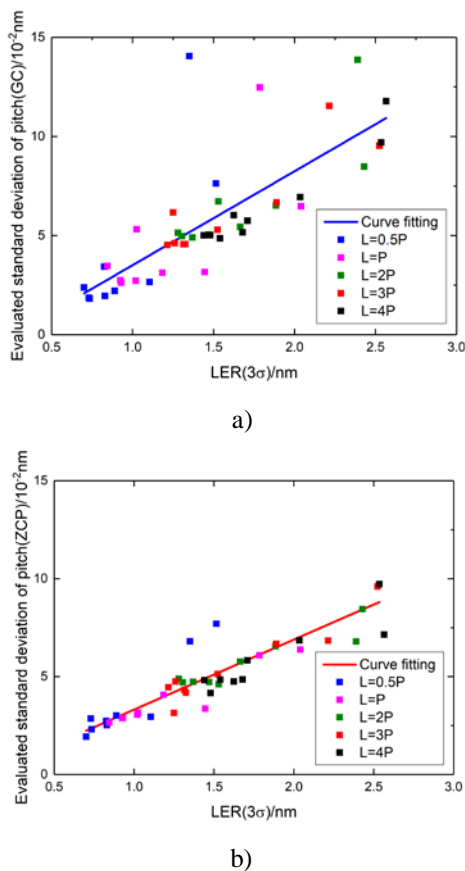 15
10
5
0
Evaluated standard deviation of pitch(GC)/10⁻²nm
Curve fitting
L=0.5P
L=P
L=2P
L=3P
L=4P
0.5 1.0 1.5 2.0 2.5 3.0
LER(3σ)/nm
a)
15
10
5
0
Evaluated standard deviation of pitch(ZCP)/10⁻²nm
Curve fitting
L=0.5P
L=P
L=2P
L=3P
L=4P
0.5 1.0 1.5 2.0 2.5 3.0
LER(3σ)/nm
b)